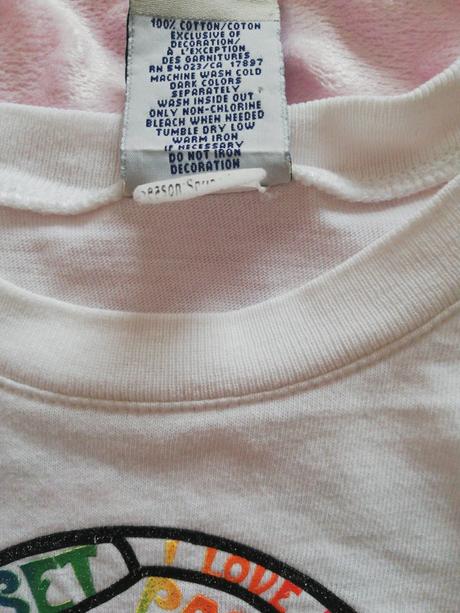 100% COTTON/COTON
EXCLUSIVE OF
DECORATION/
A L'EXCEPTION
DES GARNITURES
RN 54023/CA 17897
MACHINE WASH COLD
DARK COLORS
SEPARATELY
WASH INSIDE OUT
ONLY NON-CHLORINE
BLEACH WHEN NEEDED
TUMBLE DRY LOW
WARM IRON
IF NECESSARY
DO NOT IRON
DECORATION
SET
I LOVE